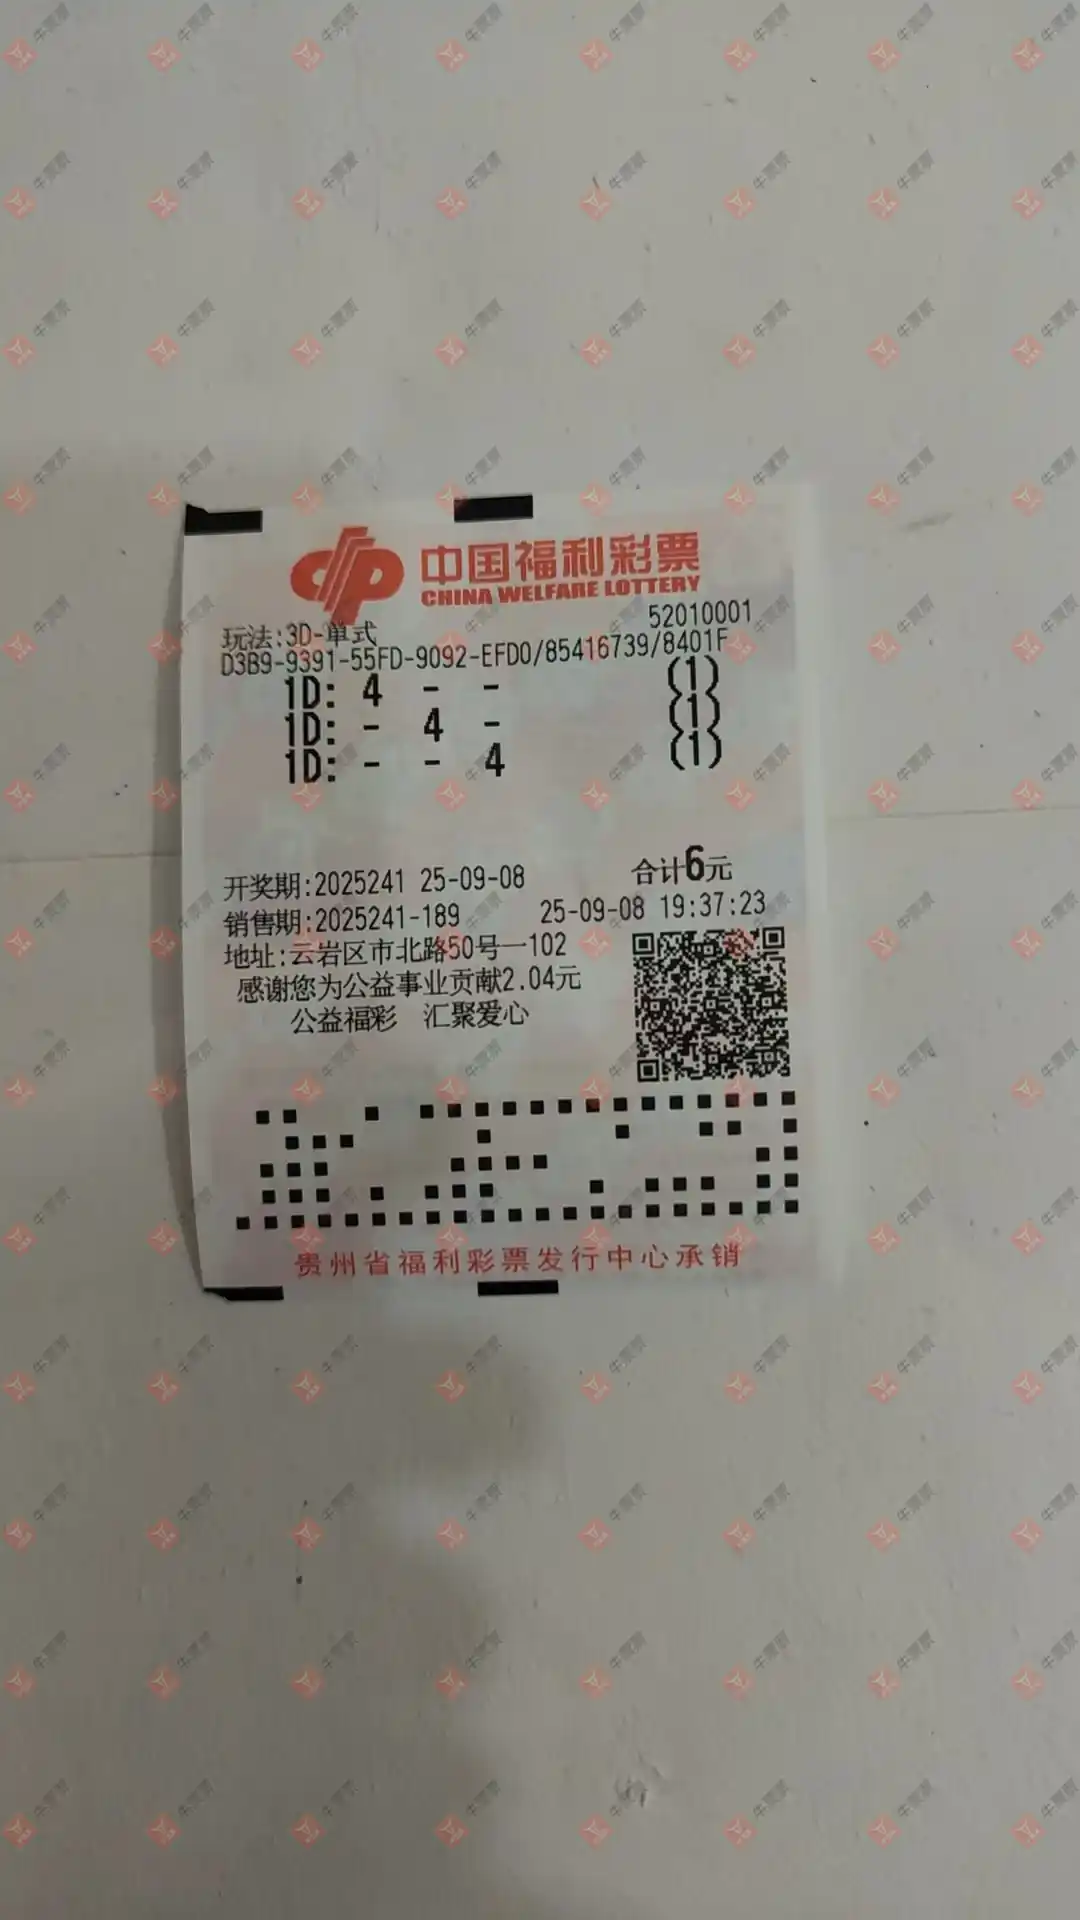 中国福利彩票
CHINA WELFARE LOTTERY
52010001
玩法:3D-单式
D3B9-9391-55FD-9092-EFD0/85416739/8401F
1D: 4 - - (1)
1D: - 4 - (1)
1D: - - 4 (1)
合计6元
开奖期:2025241 25-09-08
销售期:2025241-189 25-09-08 19:37:23
地址:云岩区市北路50号一102
感谢您为公益事业贡献2.04元
公益福彩 汇聚爱心
贵州省福利彩票发行中心承销